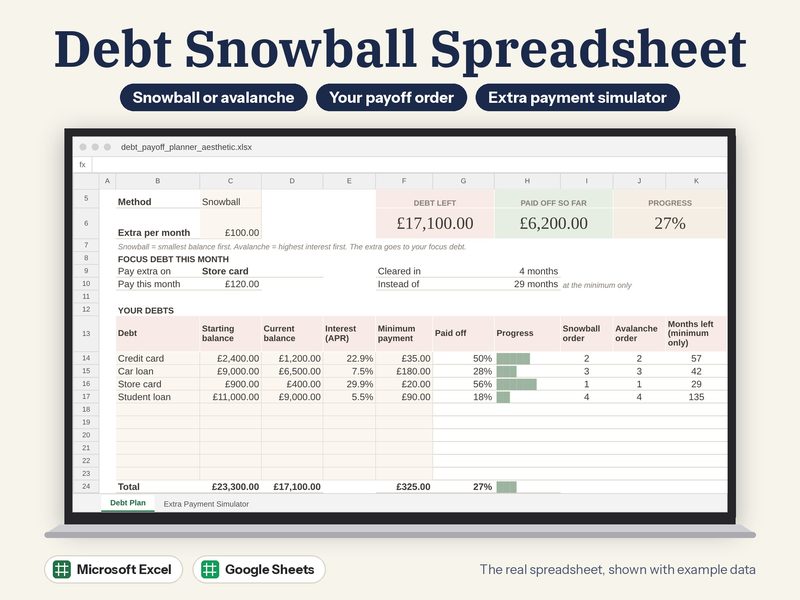 Debt Snowball Spreadsheet
Snowball or avalanche Your payoff order Extra payment simulator
debt_payoff_planner_aesthetic.xlsx
fx
A B C D E F G H I J K
5 Method Snowball DEBT LEFT PAID OFF SO FAR PROGRESS
6 Extra per month £100.00 £17,100.00 £6,200.00 27%
7 Snowball = smallest balance first. Avalanche = highest interest first. The extra goes to your focus debt.
8 FOCUS DEBT THIS MONTH
9 Pay extra on Store card Cleared in 4 months
10 Pay this month £120.00 Instead of 29 months at the minimum only
11
12 YOUR DEBTS
13 Debt Starting balance Current balance Interest (APR) Minimum payment Paid off Progress Snowball order Avalanche order Months left (minimum only)
14 Credit card £2,400.00 £1,200.00 22.9% £35.00 50% 2 2 57
15 Car loan £9,000.00 £6,500.00 7.5% £180.00 28% 3 3 42
16 Store card £900.00 £400.00 29.9% £20.00 56% 1 1 29
17 Student loan £11,000.00 £9,000.00 5.5% £90.00 18% 4 4 135
18
19
20
21
22
23
24 Total £23,300.00 £17,100.00 £325.00 27%
Debt Plan Extra Payment Simulator
Microsoft Excel Google Sheets The real spreadsheet, shown with example data